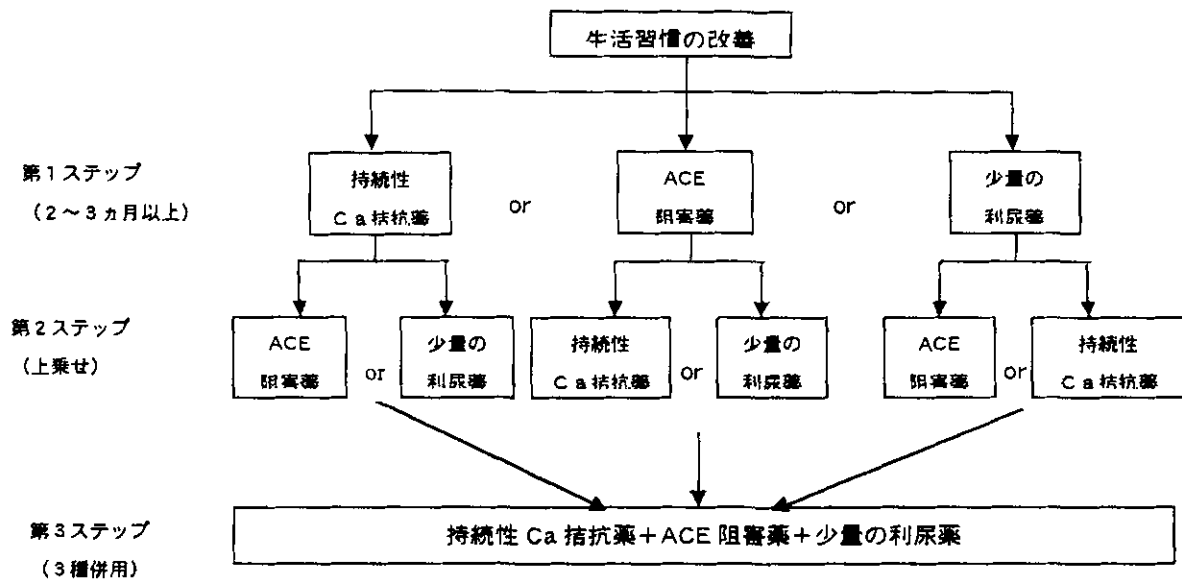 生活習慣の改善
第1ステップ
(2～3ヵ月以上)
持続性
Ca拮抗薬
or
ACE
阻害薬
or
少量の
利尿薬
第2ステップ
(上乗せ)
ACE
阻害薬
or
少量の
利尿薬
持続性
Ca拮抗薬
or
少量の
利尿薬
ACE
阻害薬
or
持続性
Ca拮抗薬
第3ステップ
(3種併用)
持続性Ca拮抗薬+ACE阻害薬+少量の利尿薬